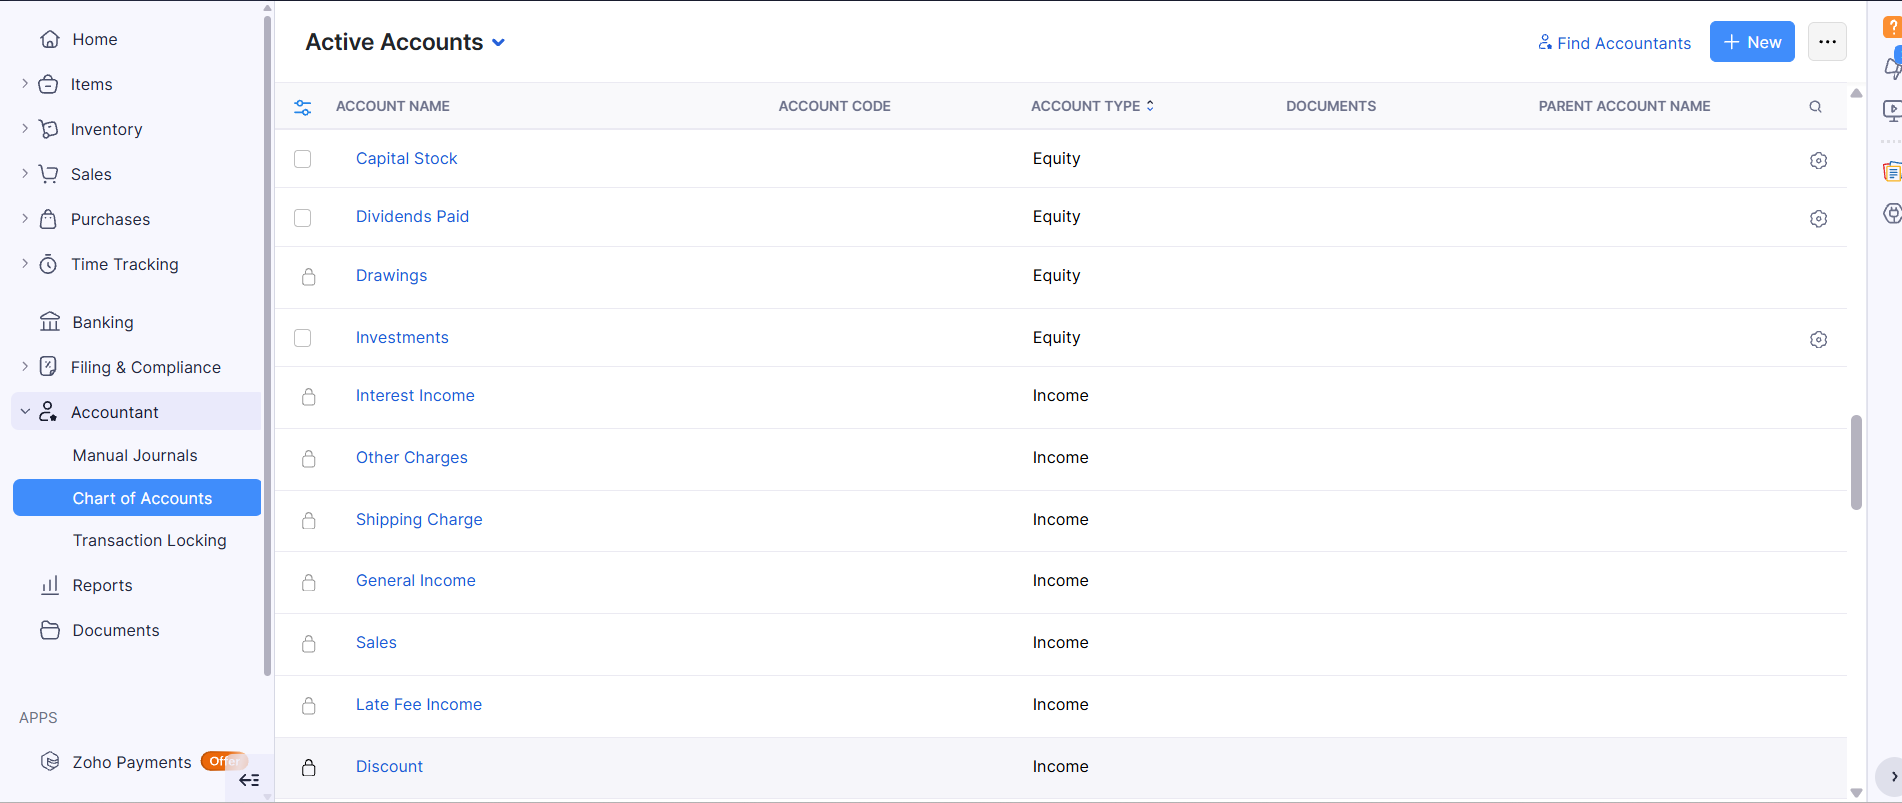 Home
Items
Inventory
Sales
Purchases
Time Tracking
Banking
Filing & Compliance
Accountant
Manual Journals
Chart of Accounts
Transaction Locking
Reports
Documents
APPS
Zoho Payments Offer
Active Accounts
Find Accountants
+ New
ACCOUNT NAME ACCOUNT CODE ACCOUNT TYPE DOCUMENTS PARENT ACCOUNT NAME
Capital Stock Equity
Dividends Paid Equity
Drawings Equity
Investments Equity
Interest Income Income
Other Charges Income
Shipping Charge Income
General Income Income
Sales Income
Late Fee Income Income
Discount Income
?